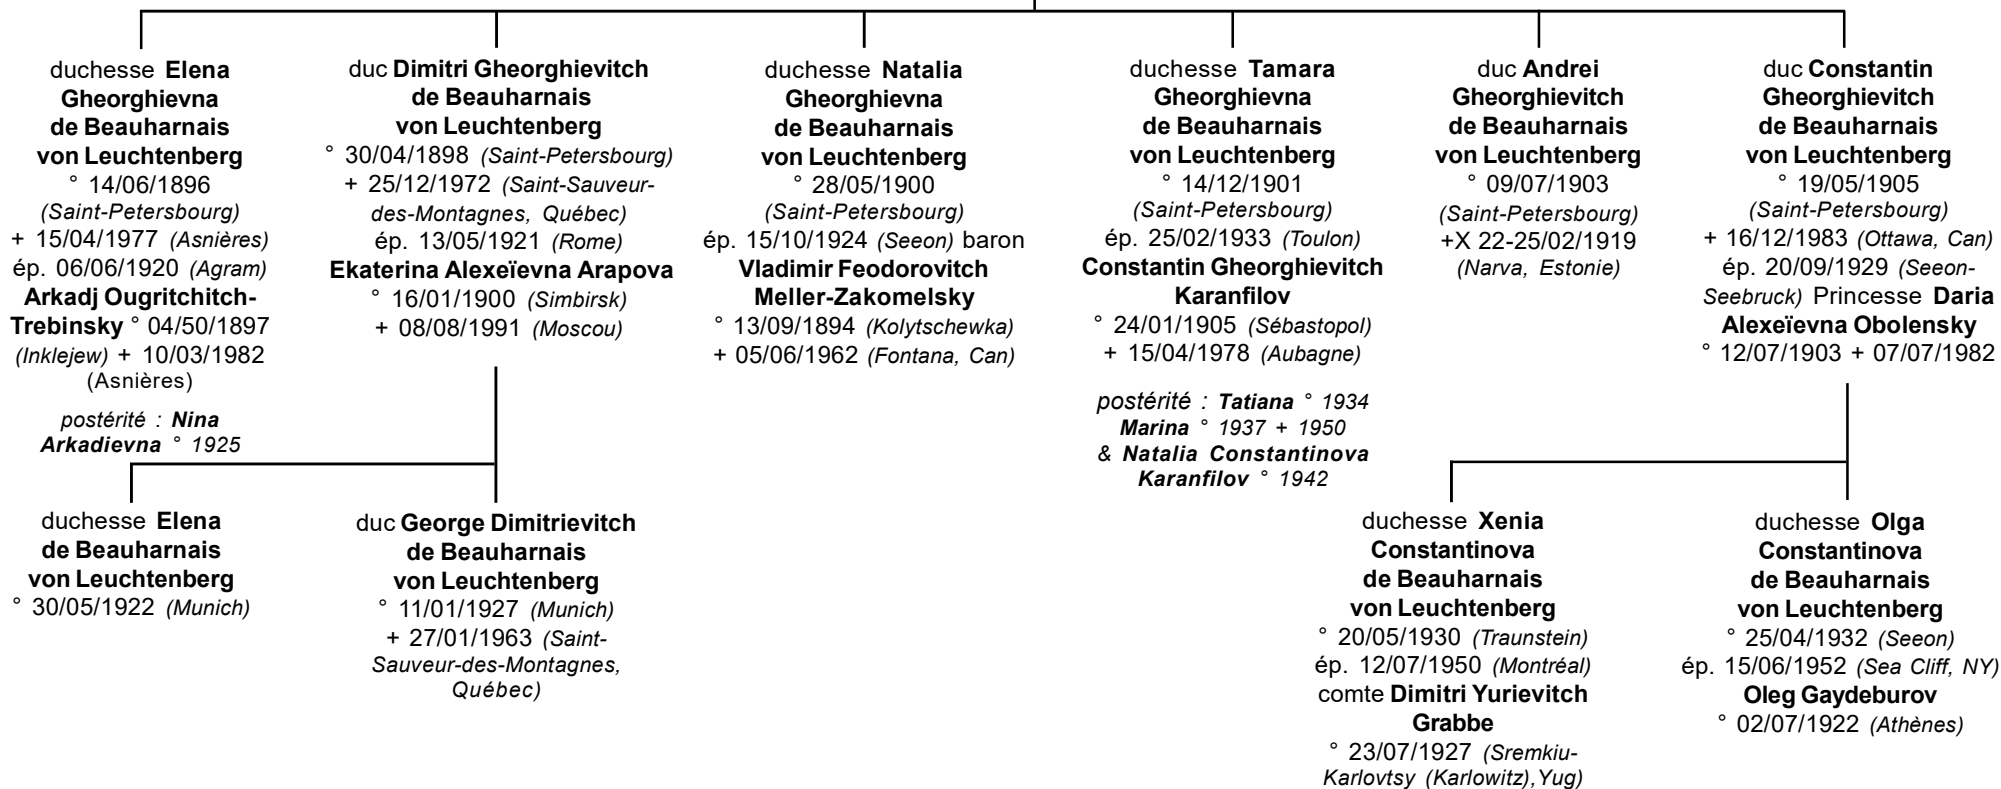 duchesse Elena
Gheorghievna
de Beauharnais
von Leuchtenberg
° 14/06/1896
(Saint-Petersbourg)
+ 15/04/1977 (Asnières)
ép. 06/06/1920 (Agram)
Arkadj Ougritchitch-
Trebinsky ° 04/50/1897
(Inklejew) + 10/03/1982
(Asnières)
postérité : Nina
Arkadievna ° 1925
duc Dimitri Gheorghievitch
de Beauharnais
von Leuchtenberg
° 30/04/1898 (Saint-Petersbourg)
+ 25/12/1972 (Saint-Sauveur-
des-Montagnes, Québec)
ép. 13/05/1921 (Rome)
Ekaterina Alexeïevna Arapova
° 16/01/1900 (Simbirsk)
+ 08/08/1991 (Moscou)
duchesse Natalia
Gheorghievna
de Beauharnais
von Leuchtenberg
° 28/05/1900
(Saint-Petersbourg)
ép. 15/10/1924 (Seeon) baron
Vladimir Feodorovitch
Meller-Zakomelsky
° 13/09/1894 (Kolytschewka)
+ 05/06/1962 (Fontana, Can)
duchesse Tamara
Gheorghievna
de Beauharnais
von Leuchtenberg
° 14/12/1901
(Saint-Petersbourg)
ép. 25/02/1933 (Toulon)
Constantin Gheorghievitch
Karanfilov
° 24/01/1905 (Sébastopol)
+ 15/04/1978 (Aubagne)
postérité : Tatiana ° 1934
Marina ° 1937 + 1950
& Natalia Constantinova
Karanfilov ° 1942
duc Andrei
Gheorghievitch
de Beauharnais
von Leuchtenberg
° 09/07/1903
(Saint-Petersbourg)
+X 22-25/02/1919
(Narva, Estonie)
duc Constantin
Gheorghievitch
de Beauharnais
von Leuchtenberg
° 19/05/1905
(Saint-Petersbourg)
+ 16/12/1983 (Ottawa, Can)
ép. 20/09/1929 (Seeon-
Seebruck) Princesse Daria
Alexeïevna Obolensky
° 12/07/1903 + 07/07/1982
duchesse Elena
de Beauharnais
von Leuchtenberg
° 30/05/1922 (Munich)
duc George Dimitrievitch
de Beauharnais
von Leuchtenberg
° 11/01/1927 (Munich)
+ 27/01/1963 (Saint-
Sauveur-des-Montagnes,
Québec)
duchesse Xenia
Constantinova
de Beauharnais
von Leuchtenberg
° 20/05/1930 (Traunstein)
ép. 12/07/1950 (Montréal)
comte Dimitri Yurievitch
Grabbe
° 23/07/1927 (Sremkiu-
Karlovtsy (Karlowitz),Yug)
duchesse Olga
Constantinova
de Beauharnais
von Leuchtenberg
° 25/04/1932 (Seeon)
ép. 15/06/1952 (Sea Cliff, NY)
Oleg Gaydeburov
° 02/07/1922 (Athènes)